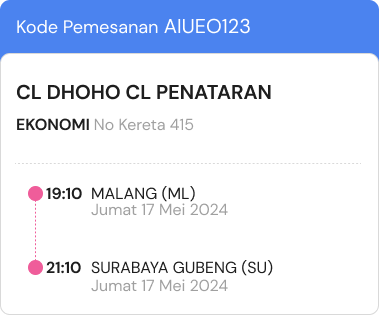 Kode Pemesanan AIUEO123
CL DHOHO CL PENATARAN
EKONOMI No Kereta 415
19:10 MALANG (ML)
Jumat 17 Mei 2024
21:10 SURABAYA GUBENG (SU)
Jumat 17 Mei 2024